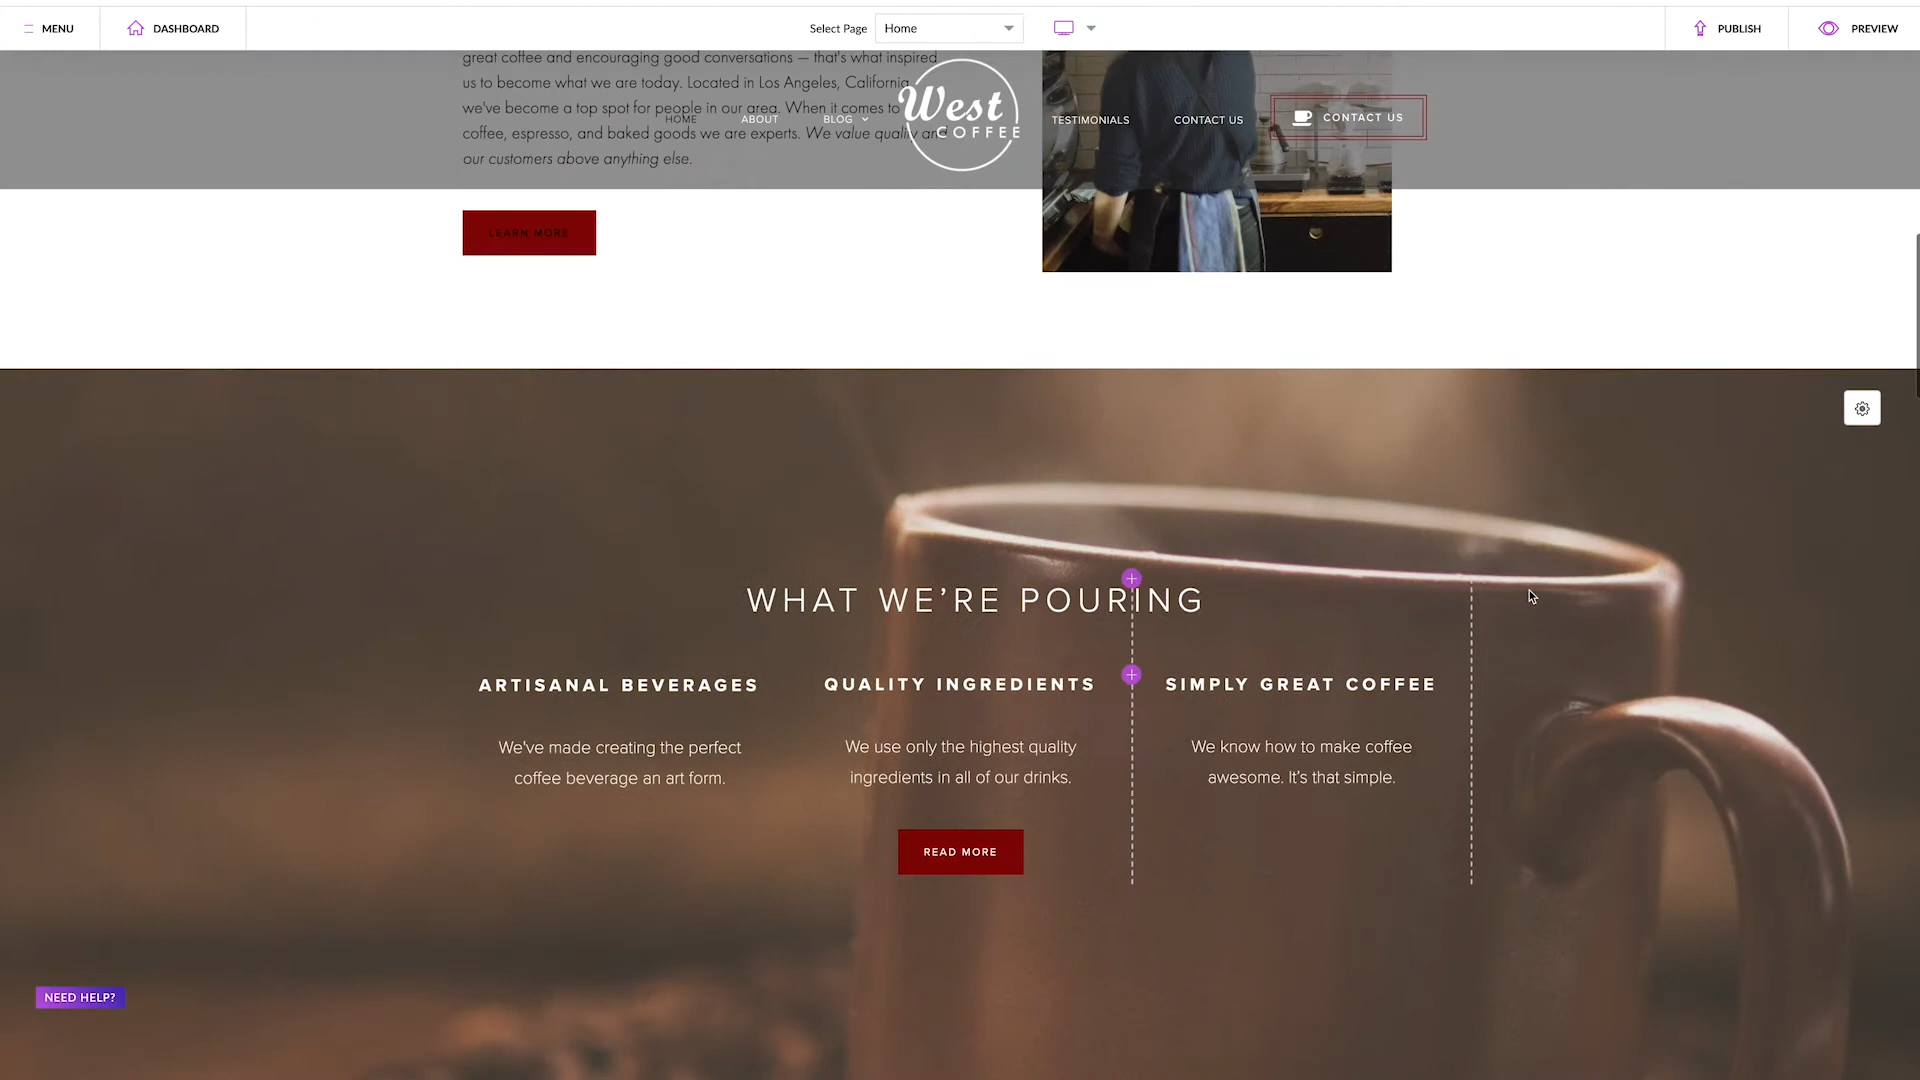 MENU
DASHBOARD
Select Page
Home
PUBLISH
PREVIEW
great coffee and encouraging good conversations — that's what inspired
us to become what we are today. Located in Los Angeles, California,
we've become a top spot for people in our area. When it comes to
coffee, espresso, and baked goods we are experts. We value quality and
our customers above anything else.
HOME
ABOUT
BLOG
West
COFFEE
TESTIMONIALS
CONTACT US
CONTACT US
LEARN MORE
WHAT WE’RE POURING
ARTISANAL BEVERAGES
QUALITY INGREDIENTS
SIMPLY GREAT COFFEE
We've made creating the perfect
coffee beverage an art form.
We use only the highest quality
ingredients in all of our drinks.
We know how to make coffee
awesome. It’s that simple.
READ MORE
NEED HELP?